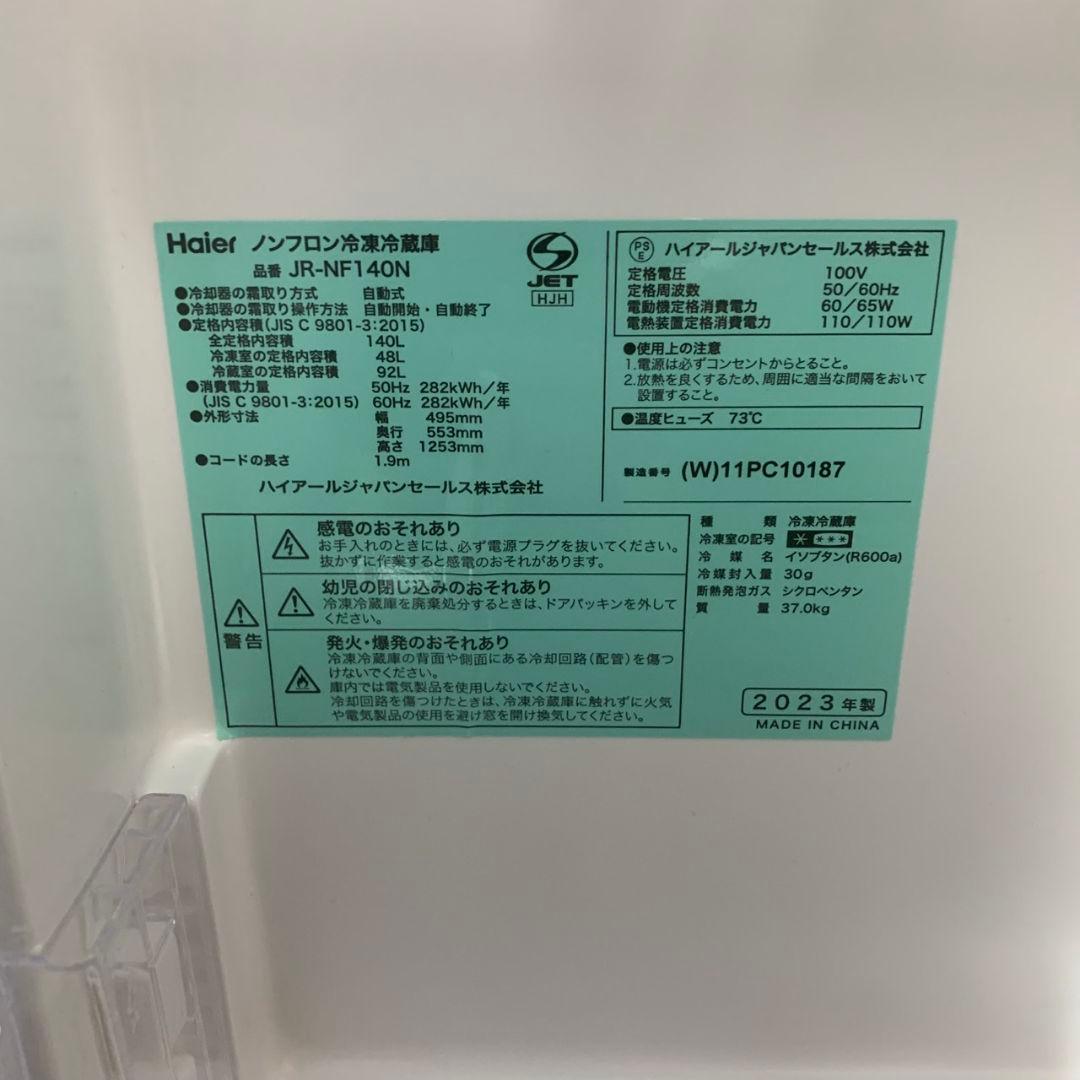 Haier ノンフロン冷凍冷蔵庫
品番 JR-NF140N
●冷却器の霜取り方式 自動式
●冷却器の霜取り操作方法 自動開始・自動終了
●定格内容積(JIS C 9801-3:2015)
全定格内容積 140L
冷凍室の定格内容積 48L
冷蔵室の定格内容積 92L
●消費電力量 50Hz 282kWh/年
(JIS C 9801-3:2015) 60Hz 282kWh/年
●外形寸法 幅 495mm
奥行 553mm
高さ 1253mm
●コードの長さ 1.9m
ハイアールジャパンセールス株式会社
JET
HJH
PSE ハイアールジャパンセールス株式会社
定格電圧 100V
定格周波数 50/60Hz
電動機定格消費電力 60/65W
電熱装置定格消費電力 110/110W
●使用上の注意
1.電源は必ずコンセントからとること。
2.放熱を良くするため、周囲に適当な間隔をおいて
設置すること。
●温度ヒューズ 73℃
製造番号 (W)11PC10187
警告
感電のおそれあり
お手入れのときには、必ず電源プラグを抜いてください。
抜かずに作業すると感電のおそれがあります。
幼児の閉じ込みのおそれあり
冷凍冷蔵庫を廃棄処分するときは、ドアパッキンを外して
ください。
発火・爆発のおそれあり
冷凍冷蔵庫の背面や側面にある冷却回路(配管)を傷つ
けないでください。
庫内では電気製品を使用しないでください。
冷却回路を傷つけたときは、冷凍冷蔵庫に触れずに火気
や電気製品の使用を避け窓を開け換気してください。
種類 冷凍冷蔵庫
冷凍室の記号 * ***
冷媒名 イソブタン(R600a)
冷媒封入量 30g
断熱発泡ガス シクロペンタン
質量 37.0kg
2023年製
MADE IN CHINA